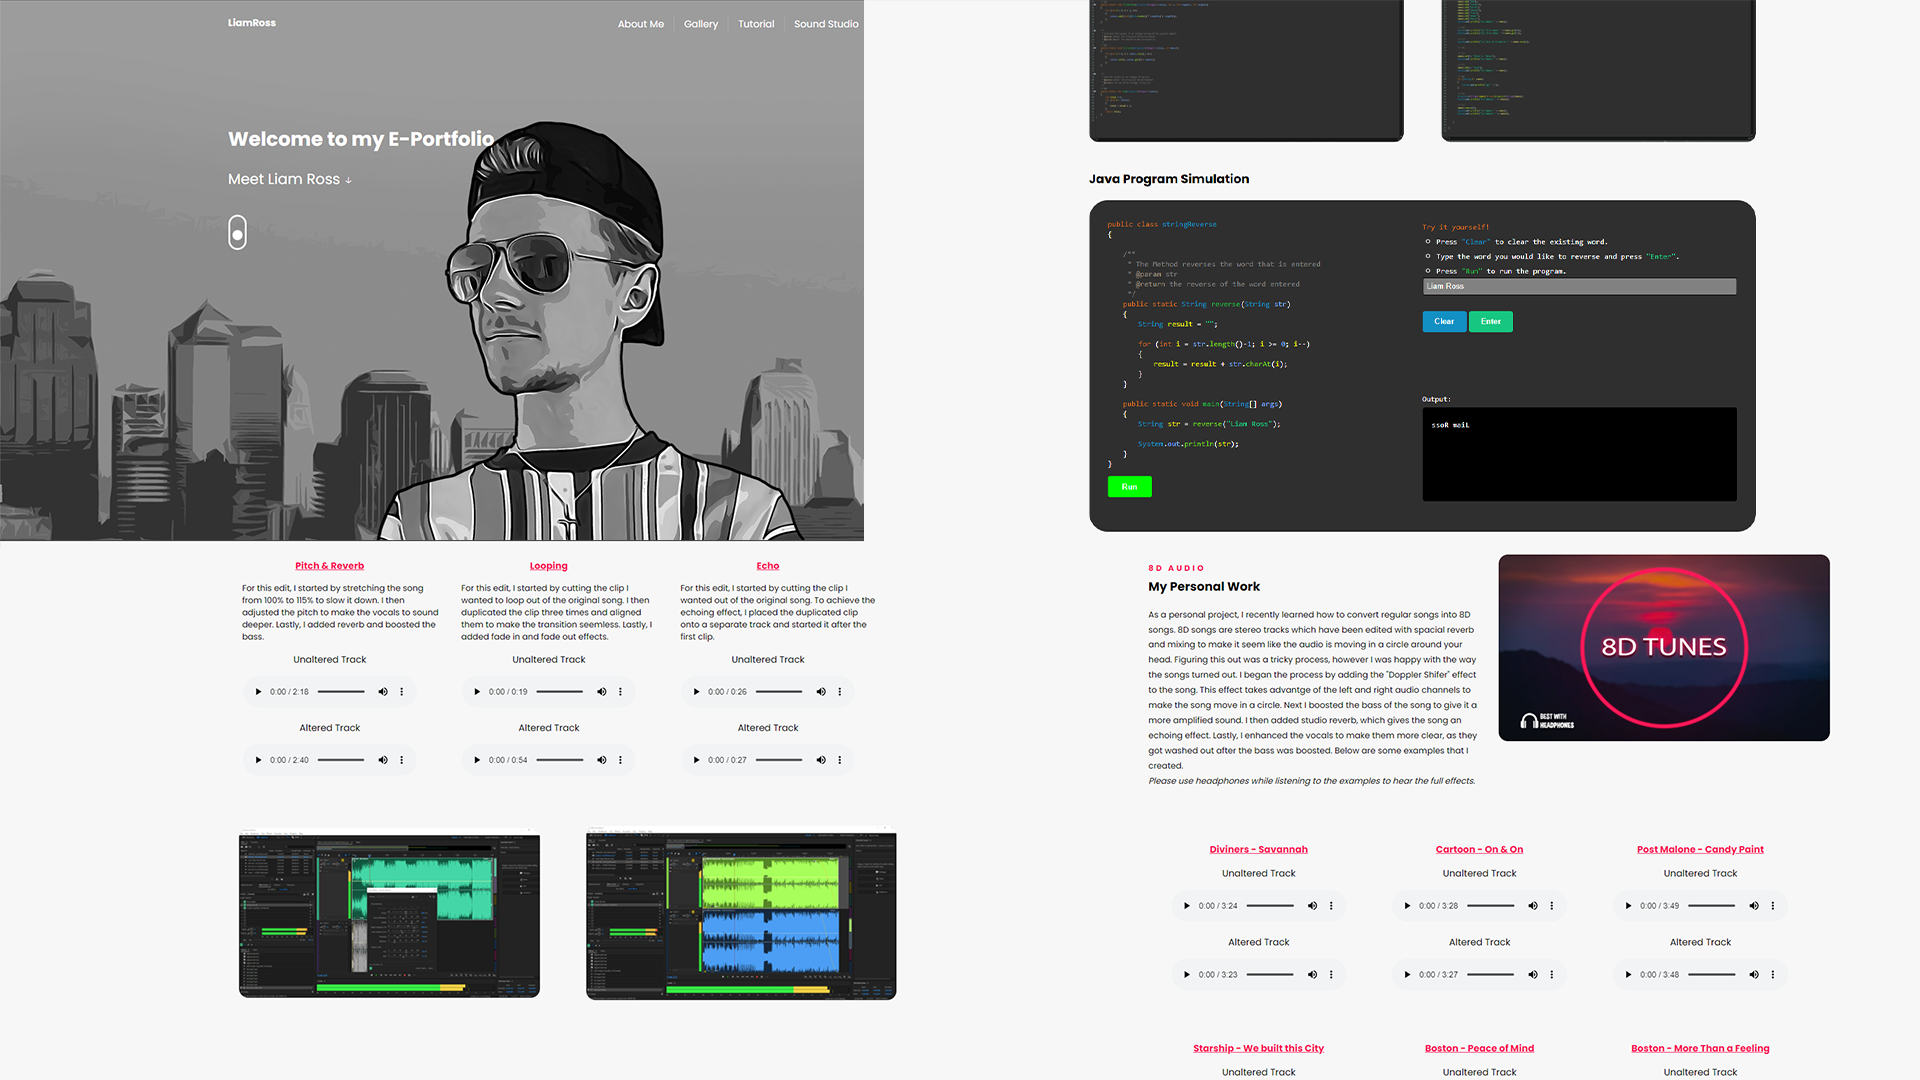 LiamRoss
About Me
Gallery
Tutorial
Sound Studio
Welcome to my E-Portfolio
Meet Liam Ross ↓
Pitch & Reverb
For this edit, I started by stretching the song
from 100% to 115% to slow it down. I then
adjusted the pitch to make the vocals to sound
deeper. Lastly, I added reverb and boosted the
bass.
Unaltered Track
0:00 / 2:18
Altered Track
0:00 / 2:40
Looping
For this edit, I started by cutting the clip I
wanted to loop out of the original song. I then
duplicated the clip three times and aligned
them to make the transition seemless. Lastly, I
added fade in and fade out effects.
Unaltered Track
0:00 / 0:19
Altered Track
0:00 / 0:54
Echo
For this edit, I started by cutting the clip I
wanted out of the original song. To achieve the
echoing effect, I placed the duplicated clip
onto a separate track and started it after the
first clip.
Unaltered Track
0:00 / 0:26
Altered Track
0:00 / 0:27
Java Program Simulation
public class stringReverse
{
/**
* The Method reverses the word that is entered
* @param str
* @return the reverse of the word entered
*/
public static String reverse(String str)
{
String result = "";
for (int i = str.length()-1; i >= 0; i--)
{
result = result + str.charAt(i);
}
}
public static void main(String[] args)
{
String str = reverse("Liam Ross");
System.out.println(str);
}
}
Run
Try it yourself!
Press "Clear" to clear the existing word.
Type the word you would like to reverse and press "Enter".
Press "Run" to run the program.
Liam Ross
Clear
Enter
Output:
ssoR maiL
8D AUDIO
My Personal Work
As a personal project, I recently learned how to convert regular songs into 8D
songs. 8D songs are stereo tracks which have been edited with spacial reverb
and mixing to make it seem like the audio is moving in a circle around your
head. Figuring this out was a tricky process, however I was happy with the way
the songs turned out. I began the process by adding the "Doppler Shifer" effect
to the song. This effect takes advantge of the left and right audio channels to
make the song move in a circle. Next I boosted the bass of the song to give it a
more amplified sound. I then added studio reverb, which gives the song an
echoing effect. Lastly, I enhanced the vocals to make them more clear, as they
got washed out after the bass was boosted. Below are some examples that I
created.
Please use headphones while listening to the examples to hear the full effects.
8D TUNES
BEST WITH
HEADPHONES
Diviners - Savannah
Unaltered Track
0:00 / 3:24
Altered Track
0:00 / 3:23
Cartoon - On & On
Unaltered Track
0:00 / 3:28
Altered Track
0:00 / 3:27
Post Malone - Candy Paint
Unaltered Track
0:00 / 3:49
Altered Track
0:00 / 3:48
Starship - We built this City
Unaltered Track
Boston - Peace of Mind
Unaltered Track
Boston - More Than a Feeling
Unaltered Track